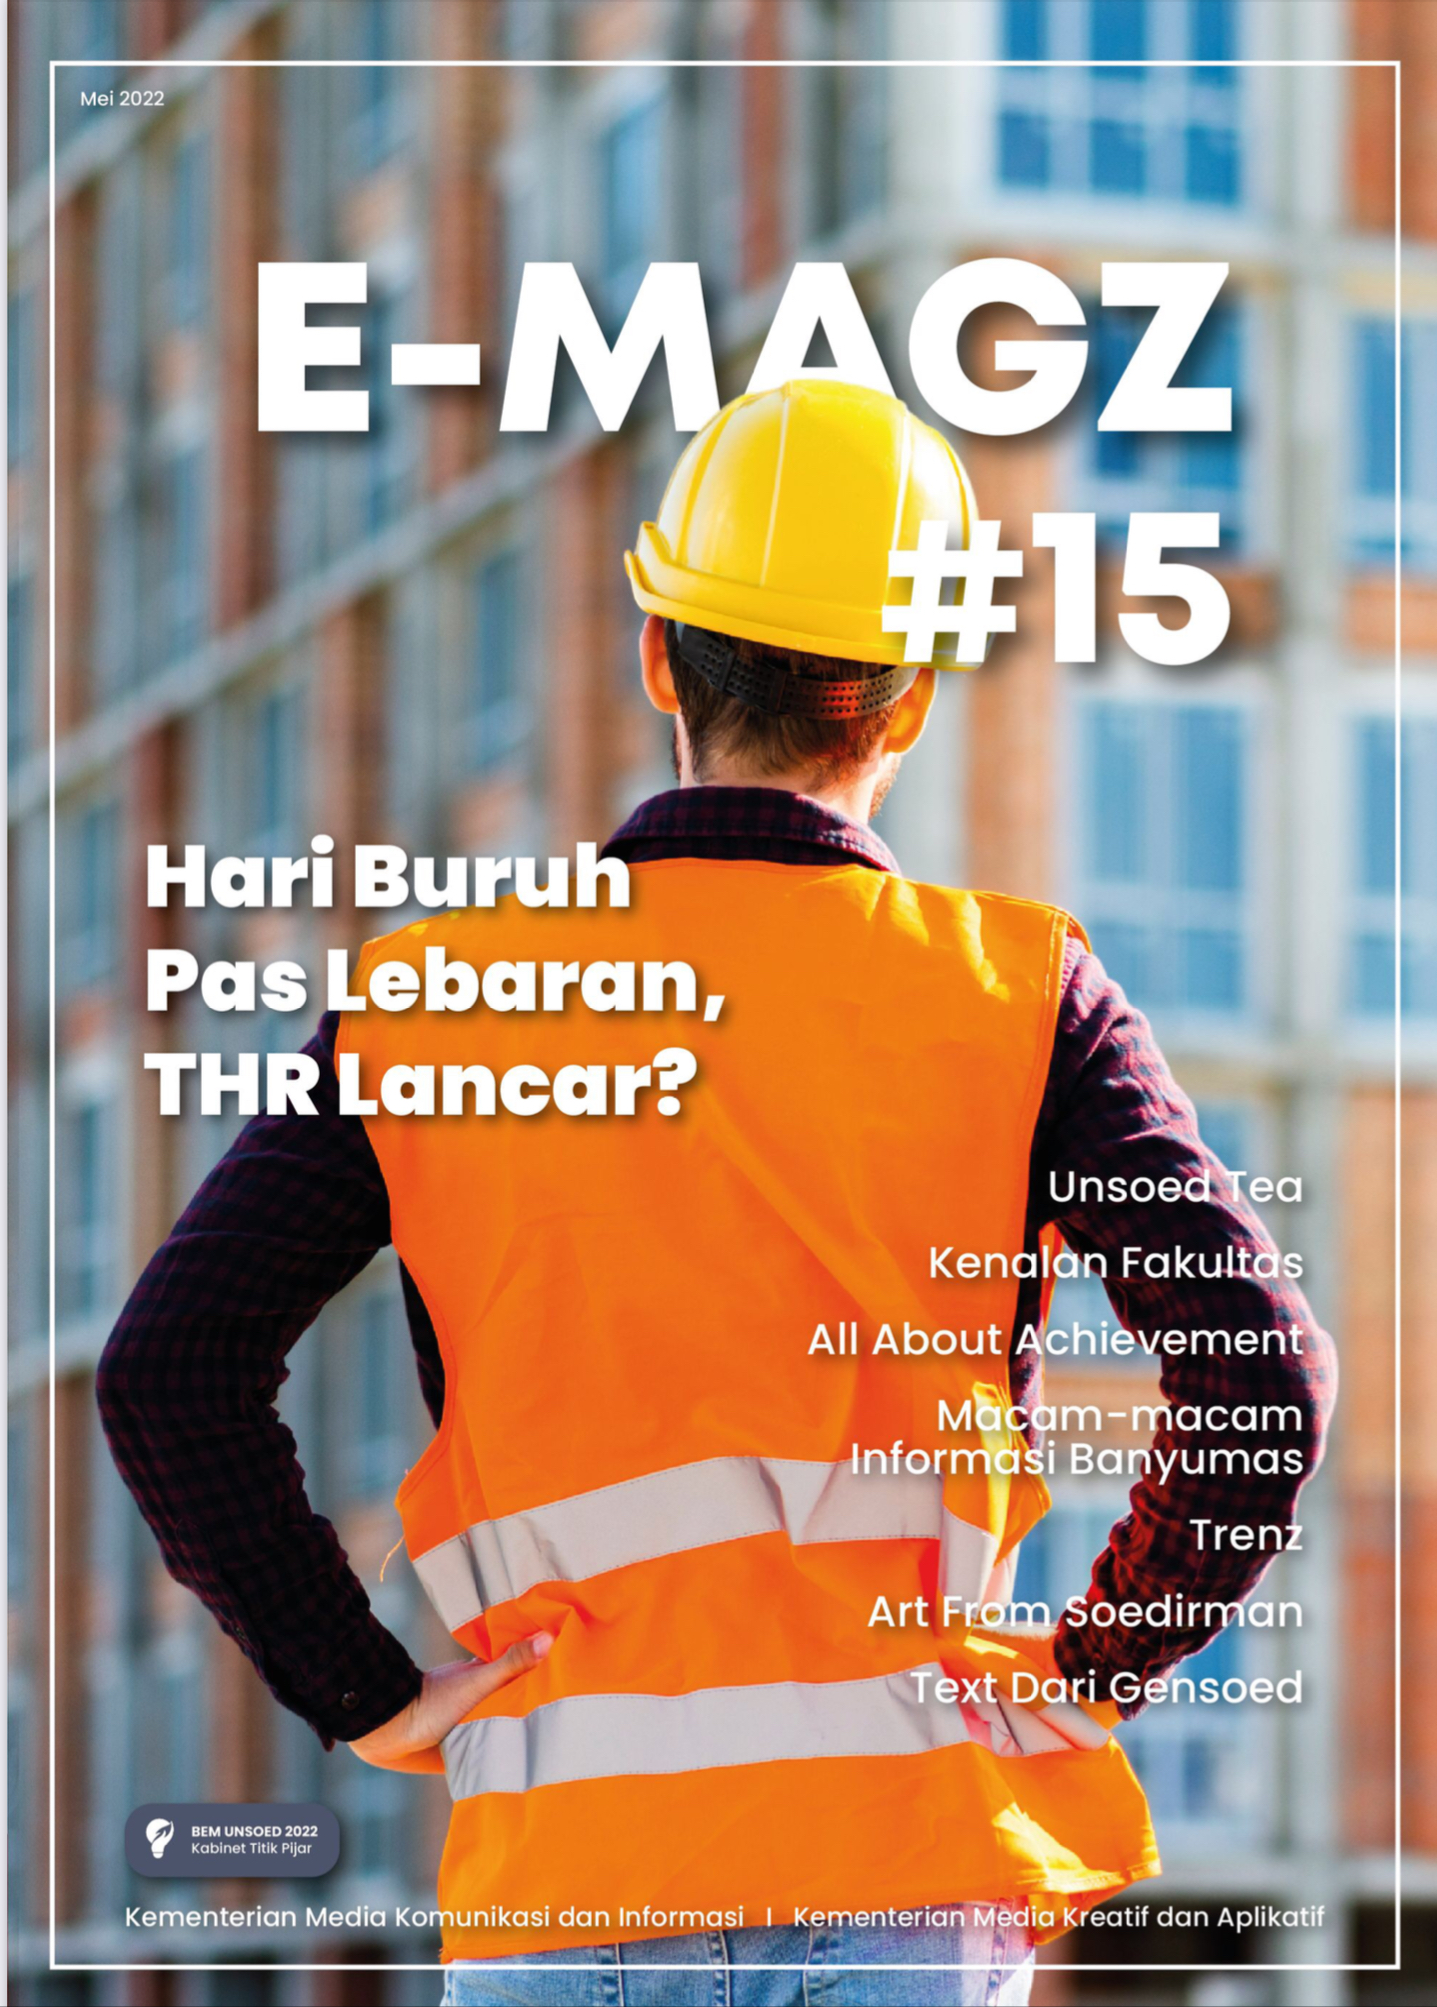 Mei 2022
E-MAGZ
#15
Hari Buruh
Pas Lebaran,
THR Lancar?
Unsoed Tea
Kenalan Fakultas
All About Achievement
Macam-macam
Informasi Banyumas
Trenz
Art From Soedirman
Text Dari Gensoed
BEM UNSOED 2022
Kabinet Titik Pijar
Kementerian Media Komunikasi dan Informasi | Kementerian Media Kreatif dan Aplikatif